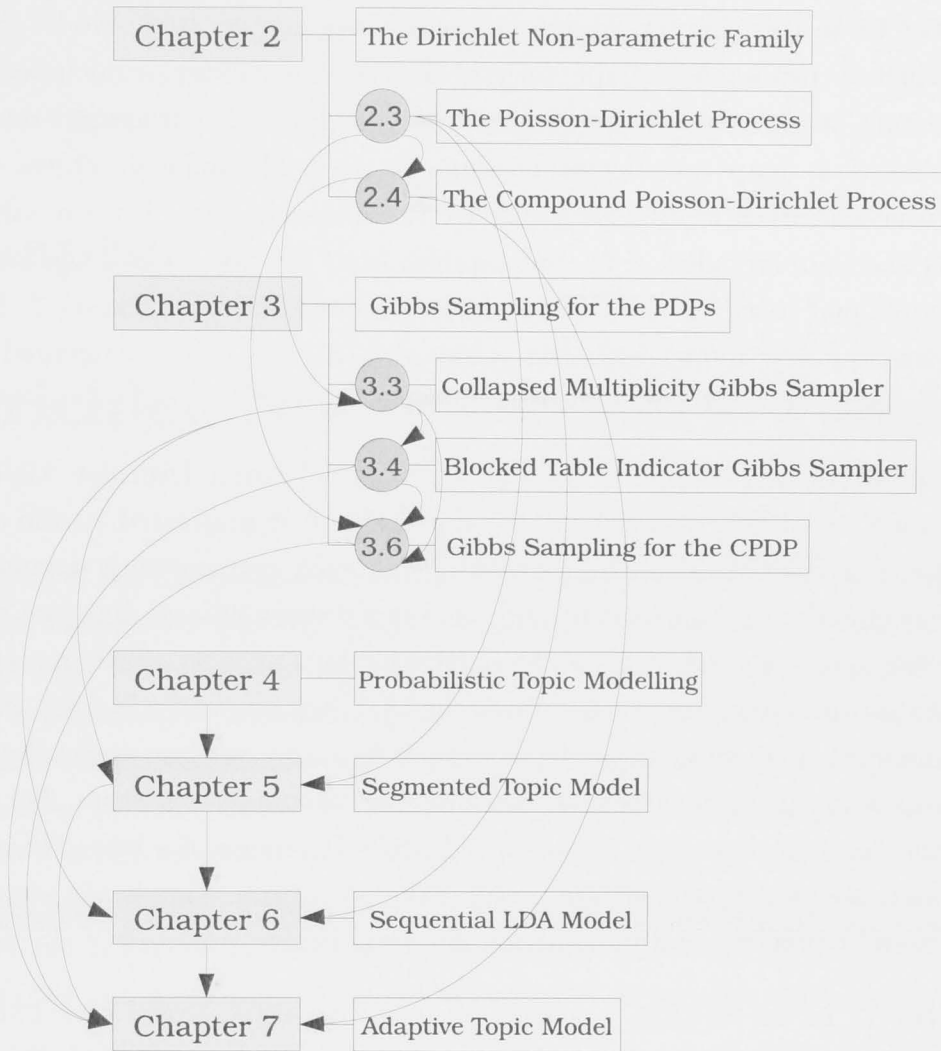 Chapter 2 The Dirichlet Non-parametric Family
2.3 The Poisson-Dirichlet Process
2.4 The Compound Poisson-Dirichlet Process
Chapter 3 Gibbs Sampling for the PDPs
3.3 Collapsed Multiplicity Gibbs Sampler
3.4 Blocked Table Indicator Gibbs Sampler
3.6 Gibbs Sampling for the CPDP
Chapter 4 Probabilistic Topic Modelling
Chapter 5 Segmented Topic Model
Chapter 6 Sequential LDA Model
Chapter 7 Adaptive Topic Model